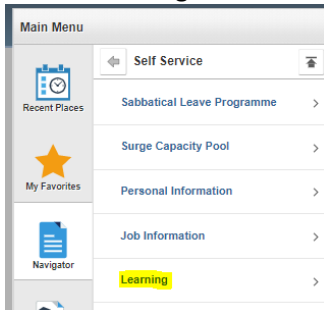 Main Menu
Self Service
Recent Places
Sabbatical Leave Programme
Surge Capacity Pool
My Favorites
Personal Information
Job Information
Navigator
Learning